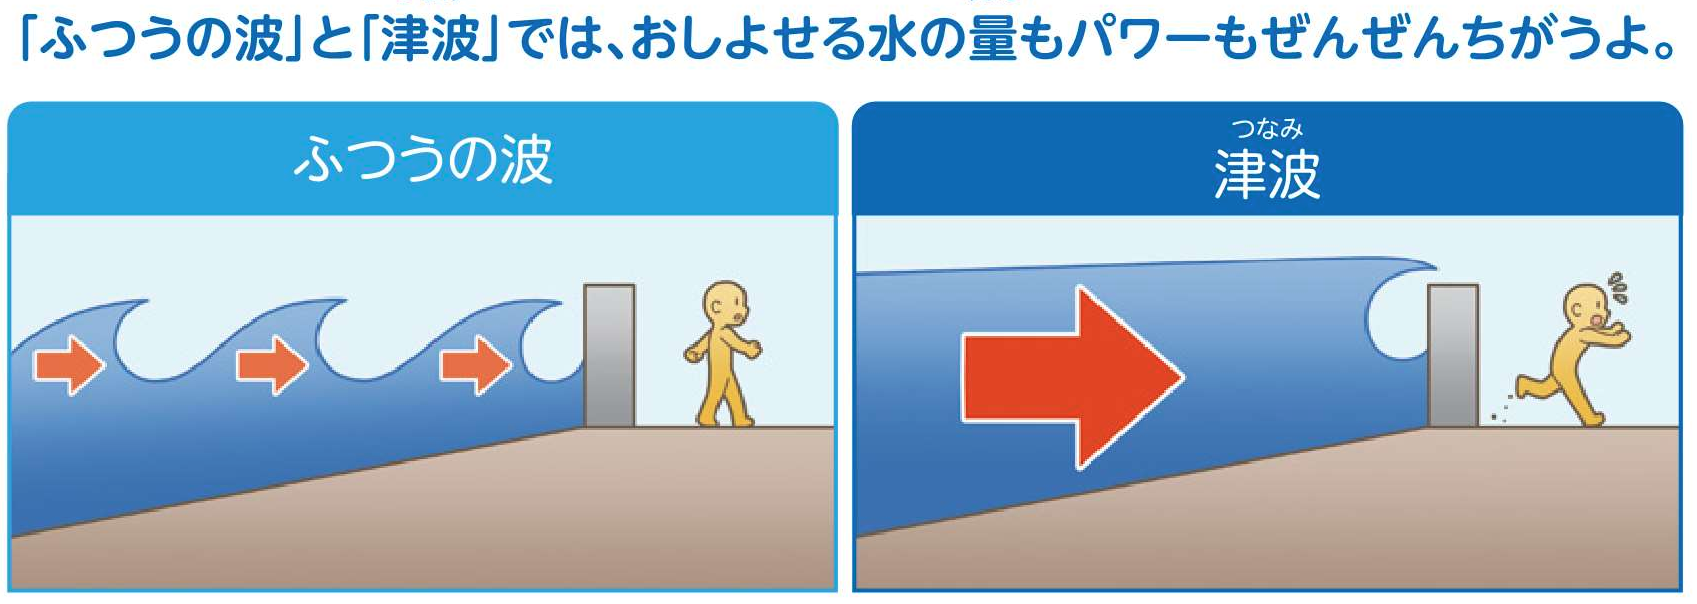 「ふつうの波」と「津波」では、おしよせる水の量もパワーもぜんぜんちがうよ。
ふつうの波
つなみ
津波